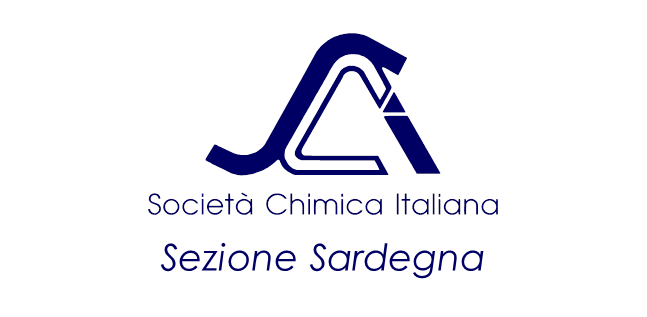 Società Chimica Italiana
Sezione Sardegna